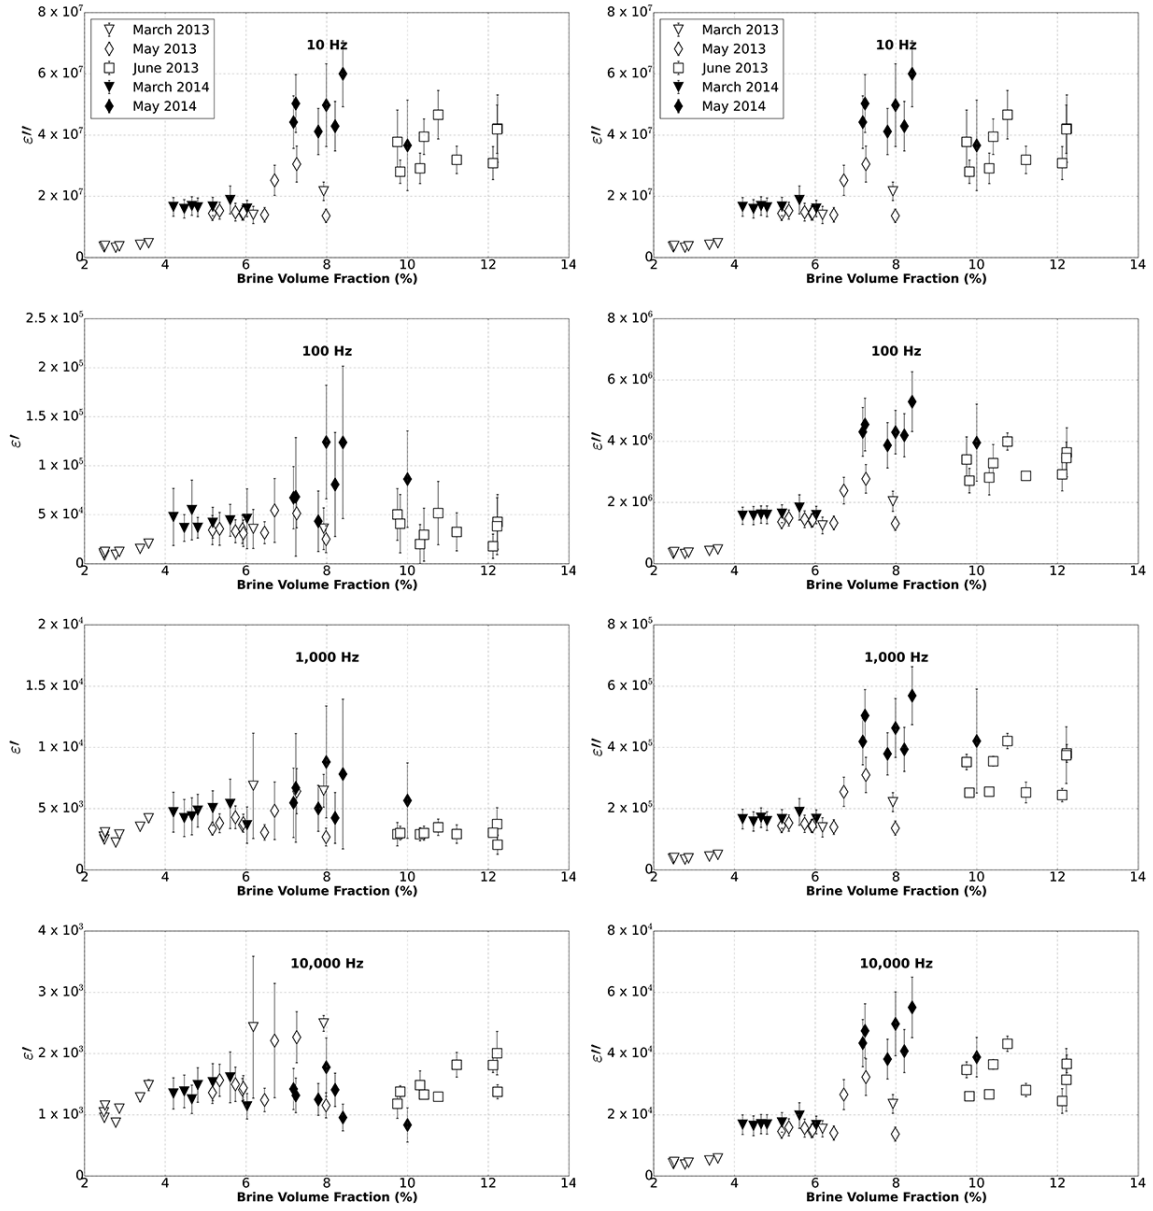 8 x 10⁷
6 x 10⁷
4 x 10⁷
2 x 10⁷
0
ε//
March 2013
May 2013
June 2013
March 2014
May 2014
10 Hz
2 4 6 8 10 12 14
Brine Volume Fraction (%)
8 x 10⁷
6 x 10⁷
4 x 10⁷
2 x 10⁷
0
ε//
March 2013
May 2013
June 2013
March 2014
May 2014
10 Hz
2 4 6 8 10 12 14
Brine Volume Fraction (%)
2.5 x 10⁵
2 x 10⁵
1.5 x 10⁵
1 x 10⁵
5 x 10⁴
0
ε/
100 Hz
2 4 6 8 10 12 14
Brine Volume Fraction (%)
8 x 10⁶
6 x 10⁶
4 x 10⁶
2 x 10⁶
0
ε//
100 Hz
2 4 6 8 10 12 14
Brine Volume Fraction (%)
2 x 10⁴
1.5 x 10⁴
1 x 10⁴
5 x 10³
0
ε/
1,000 Hz
2 4 6 8 10 12 14
Brine Volume Fraction (%)
8 x 10⁵
6 x 10⁵
4 x 10⁵
2 x 10⁵
0
ε//
1,000 Hz
2 4 6 8 10 12 14
Brine Volume Fraction (%)
4 x 10³
3 x 10³
2 x 10³
1 x 10³
0
ε/
10,000 Hz
2 4 6 8 10 12 14
Brine Volume Fraction (%)
8 x 10⁴
6 x 10⁴
4 x 10⁴
2 x 10⁴
0
ε//
10,000 Hz
2 4 6 8 10 12 14
Brine Volume Fraction (%)